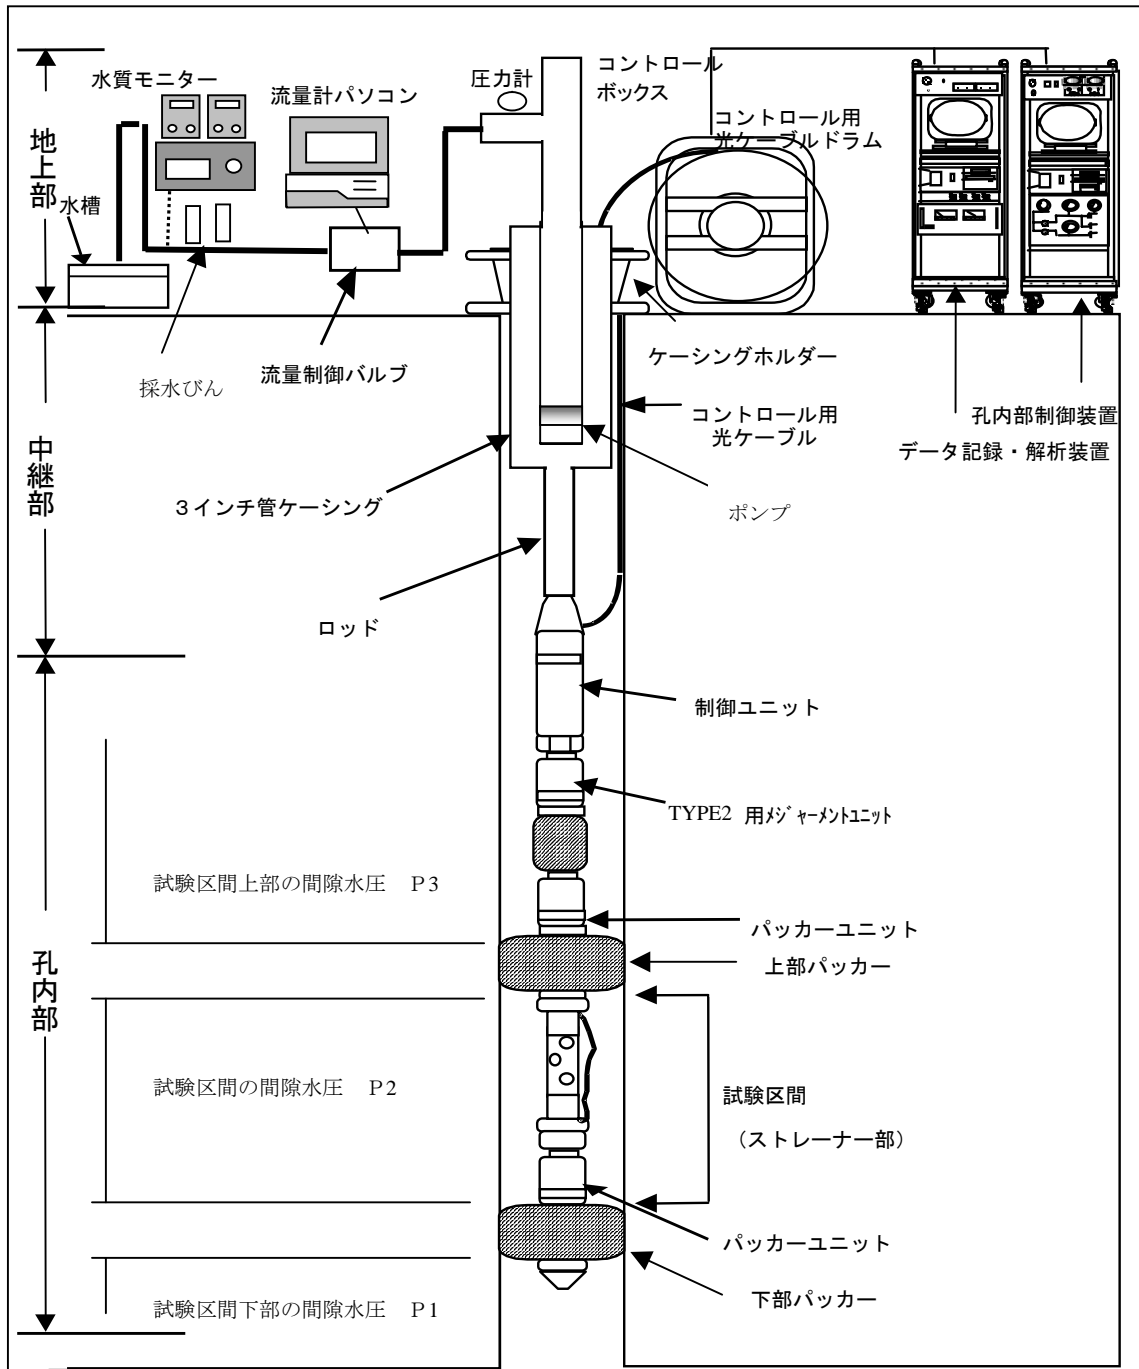 コントロール
ボックス
圧力計
水質モニター
流量計パソコン
コントロール用
光ケーブルドラム
地上部
水槽
ケーシングホルダー
採水びん
流量制御バルブ
コントロール用
光ケーブル
孔内部制御装置
データ記録・解析装置
中継部
3インチ管ケーシング
ポンプ
ロッド
制御ユニット
TYPE2 用ﾒｼﾞｬｰﾒﾝﾄﾕﾆｯﾄ
試験区間上部の間隙水圧 P3
パッカーユニット
上部パッカー
孔内部
試験区間の間隙水圧 P2
試験区間
(ストレーナー部)
パッカーユニット
下部パッカー
試験区間下部の間隙水圧 P1